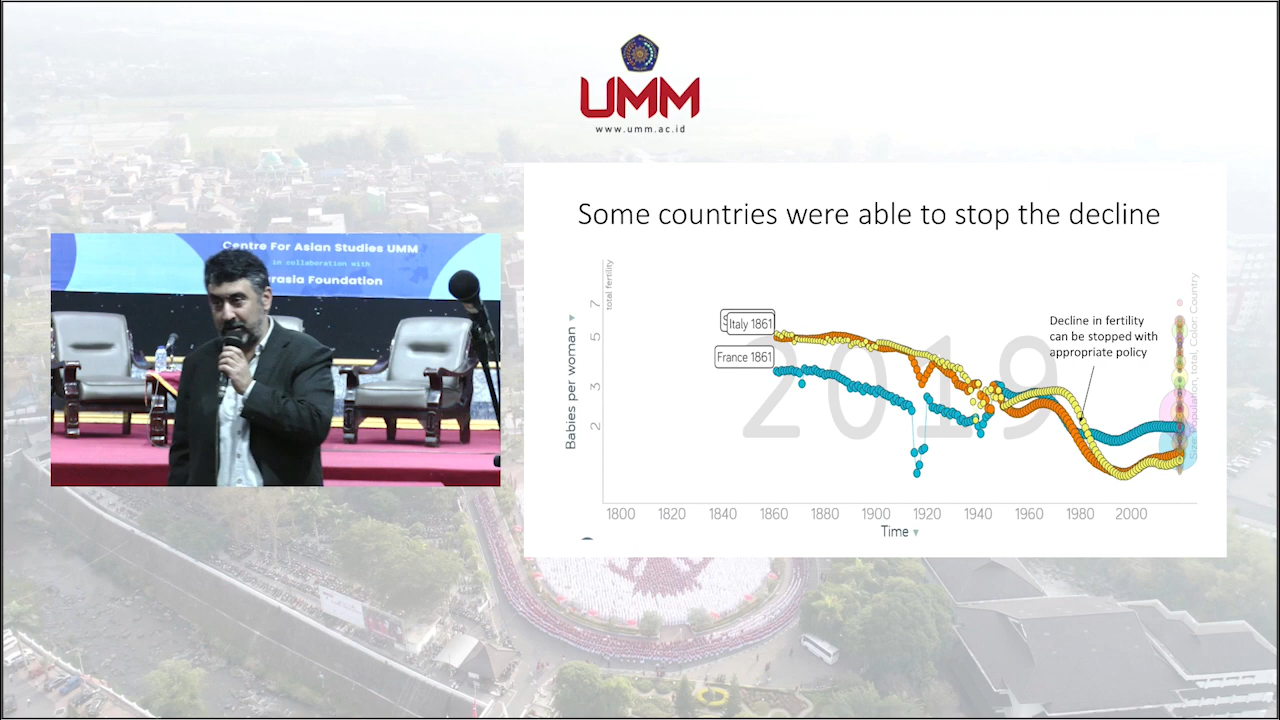 UMM
www.umm.ac.id
Centre For Asian Studies UMM
in collaboration with
rasia Foundation
Some countries were able to stop the decline
total fertility
Babies per woman ▼
7
5
3
2
Italy 1861
France 1861
2019
Decline in fertility
can be stopped with
appropriate policy
Size: Population, total, Color: Country
1800 1820 1840 1860 1880 1900 1920 1940 1960 1980 2000
Time ▼